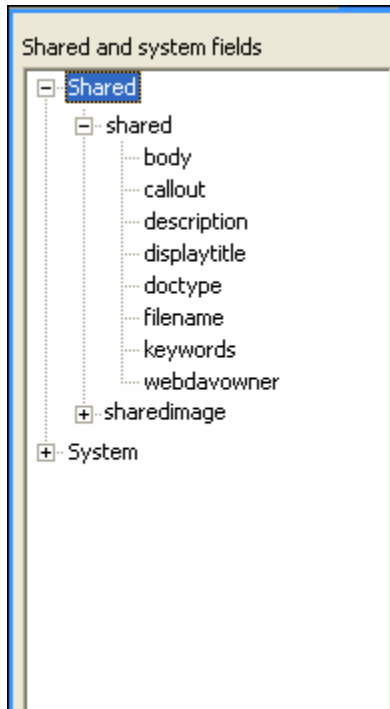 Shared and system fields
Shared
shared
body
callout
description
displaytitle
doctype
filename
keywords
webdavowner
sharedimage
System